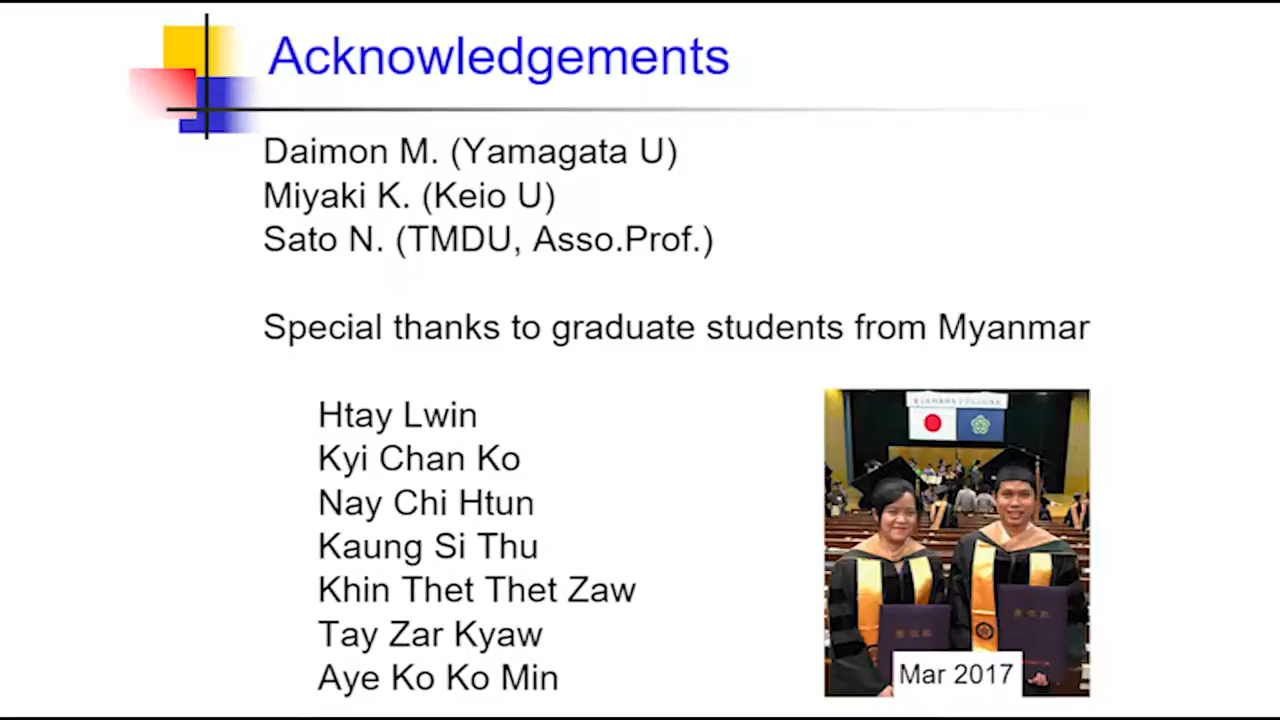 Acknowledgements
Daimon M. (Yamagata U)
Miyaki K. (Keio U)
Sato N. (TMDU, Asso.Prof.)
Special thanks to graduate students from Myanmar
Htay Lwin
Kyi Chan Ko
Nay Chi Htun
Kaung Si Thu
Khin Thet Thet Zaw
Tay Zar Kyaw
Aye Ko Ko Min
Mar 2017